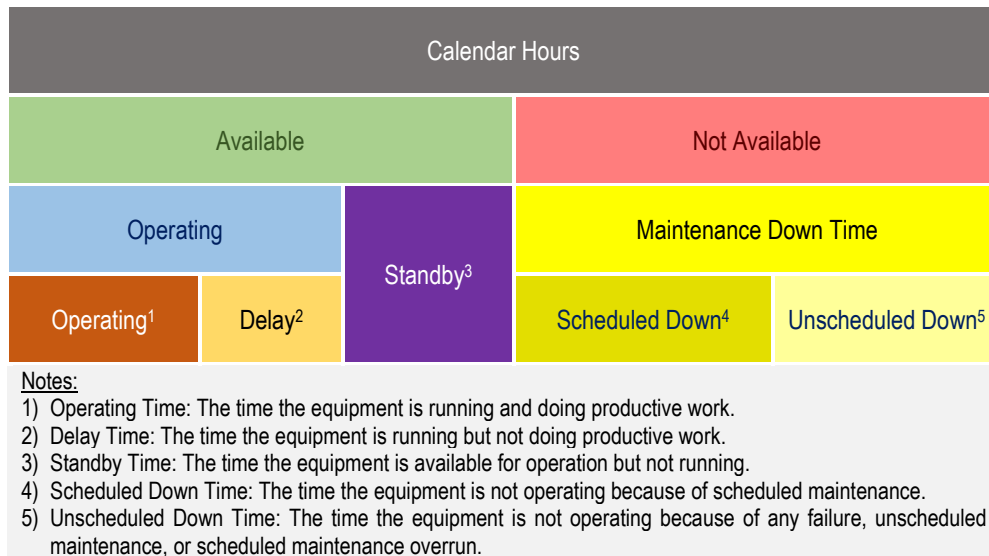 Calendar Hours
Available
Not Available
Operating
Standby³
Maintenance Down Time
Operating¹
Delay²
Scheduled Down⁴
Unscheduled Down⁵
Notes:
1) Operating Time: The time the equipment is running and doing productive work.
2) Delay Time: The time the equipment is running but not doing productive work.
3) Standby Time: The time the equipment is available for operation but not running.
4) Scheduled Down Time: The time the equipment is not operating because of scheduled maintenance.
5) Unscheduled Down Time: The time the equipment is not operating because of any failure, unscheduled
maintenance, or scheduled maintenance overrun.